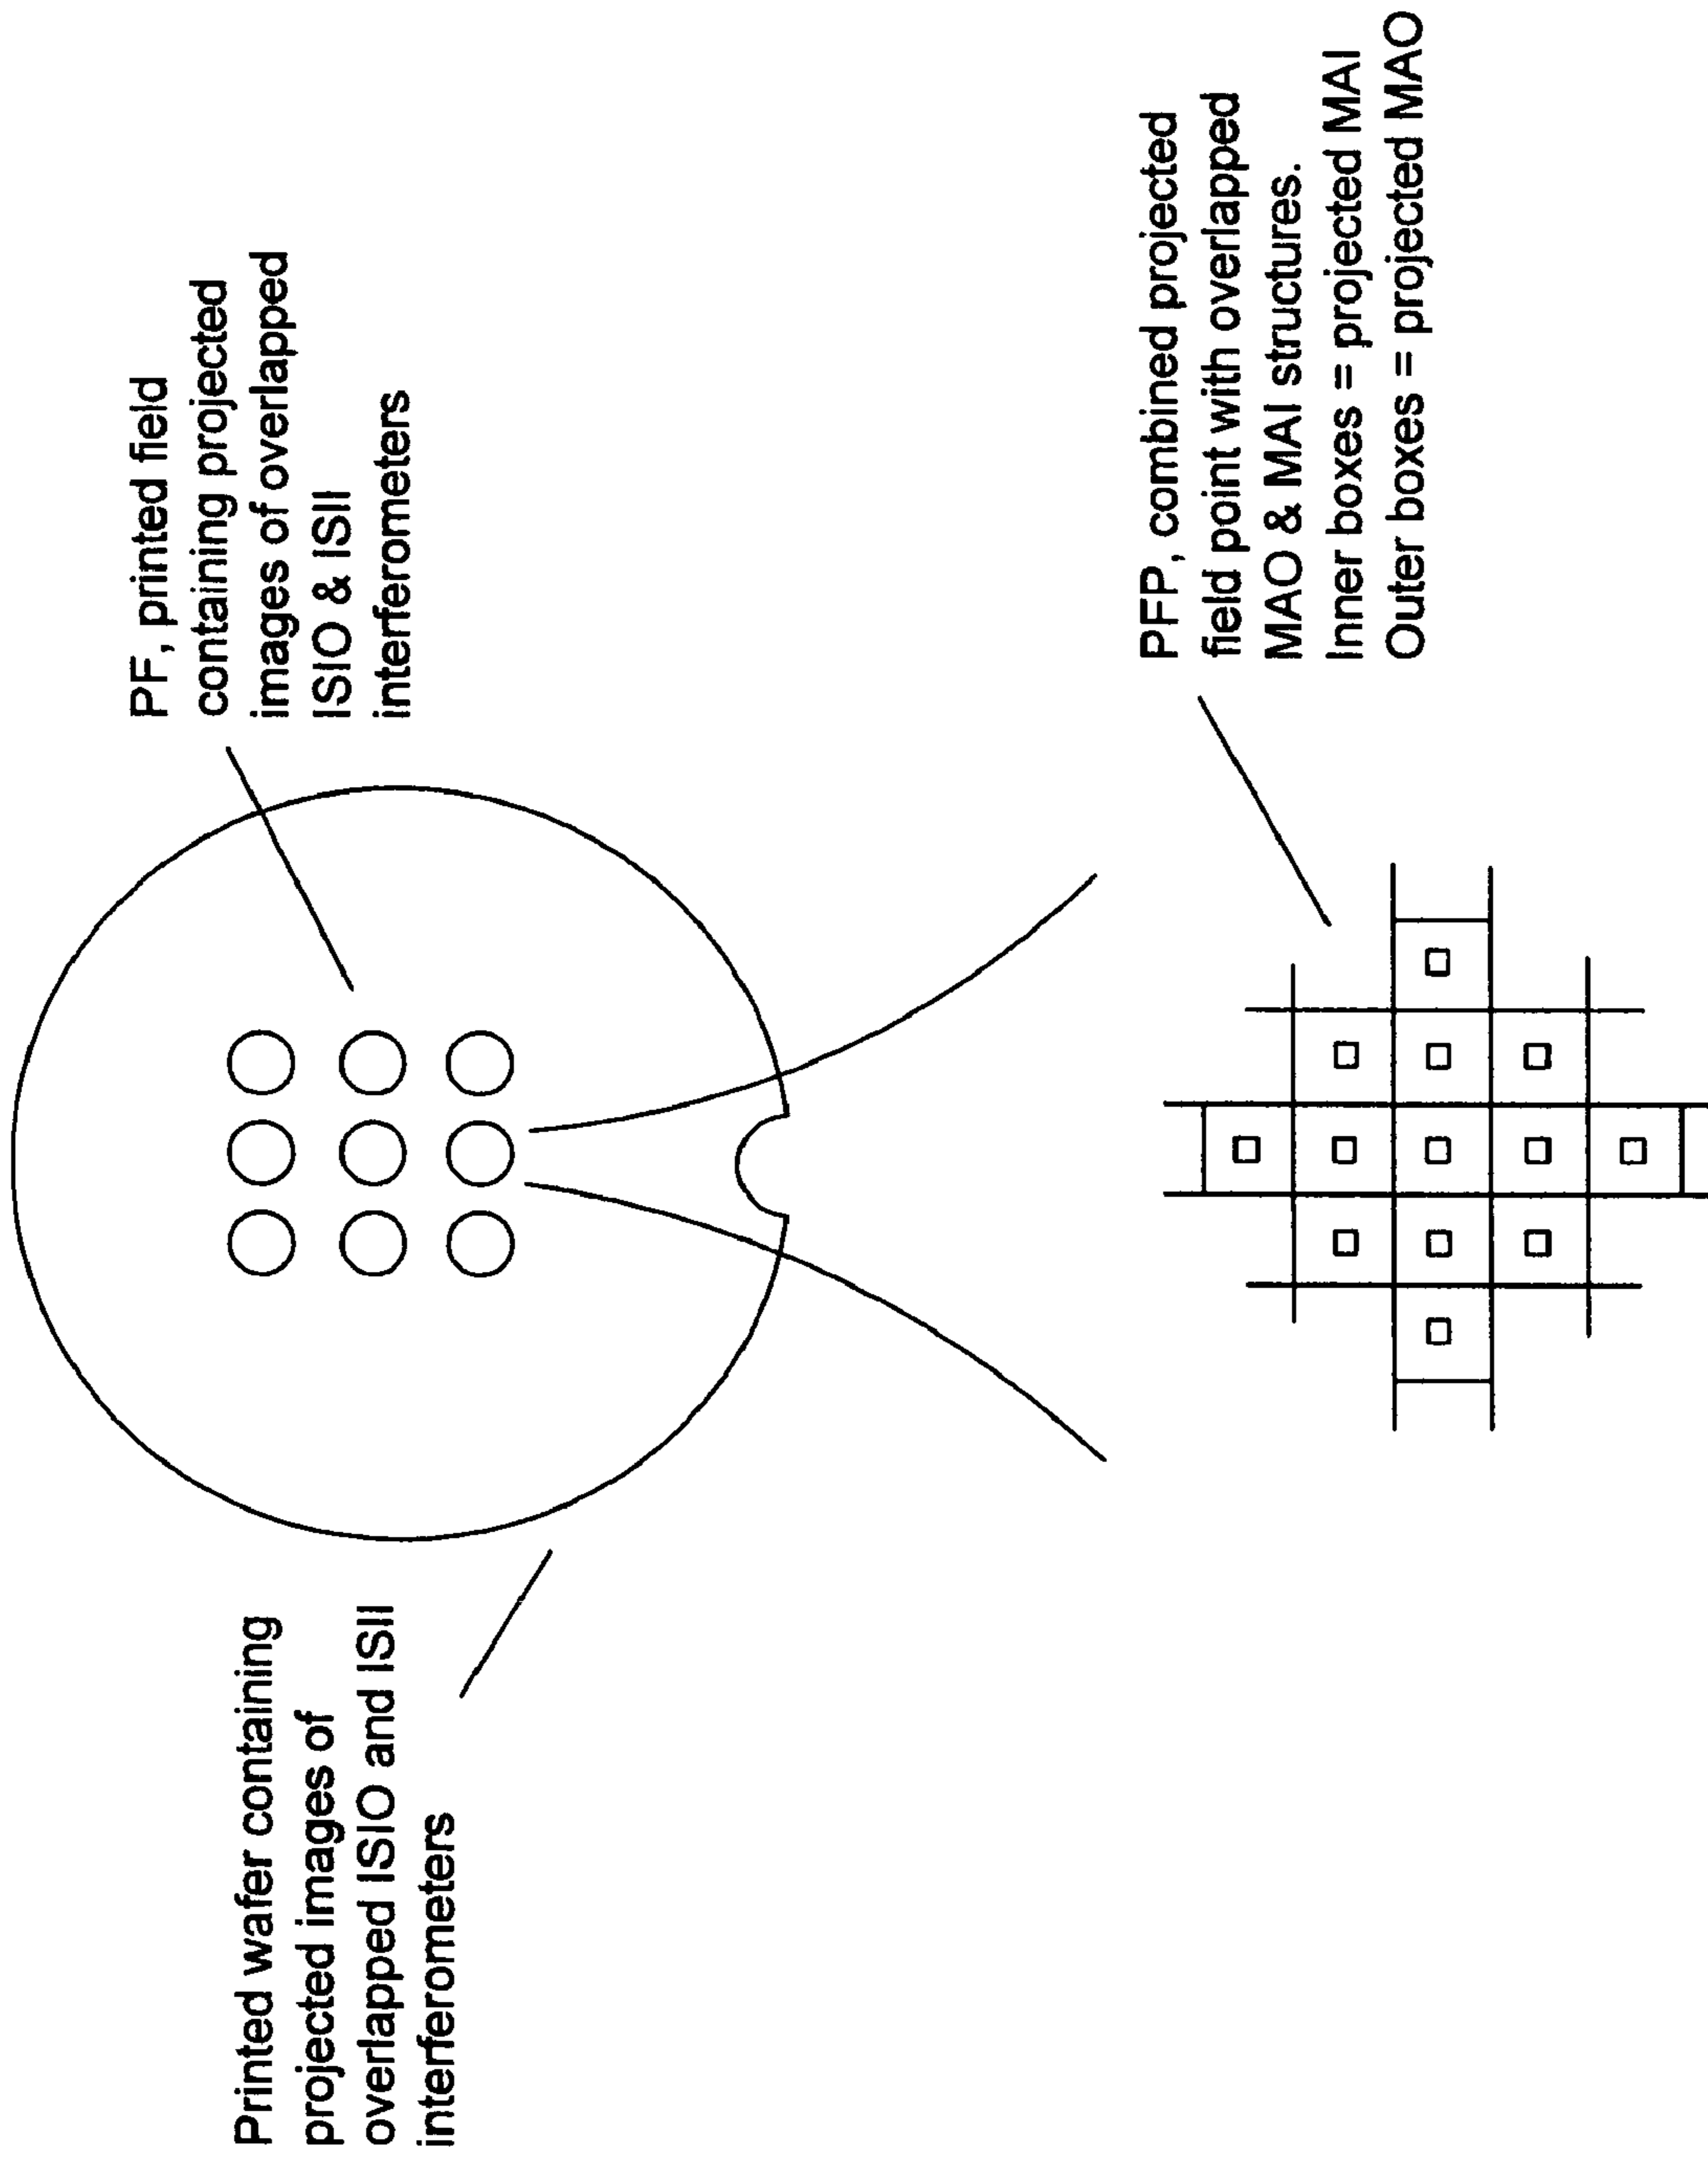 Printed wafer containing
projected images of
overlapped ISIO and ISII
interferometers
PF, printed field
containing projected
images of overlapped
ISIO & ISII
interferometers
PFP, combined projected
field point with overlapped
MAO & MAI structures.
Inner boxes = projected MAI
Outer boxes = projected MAO